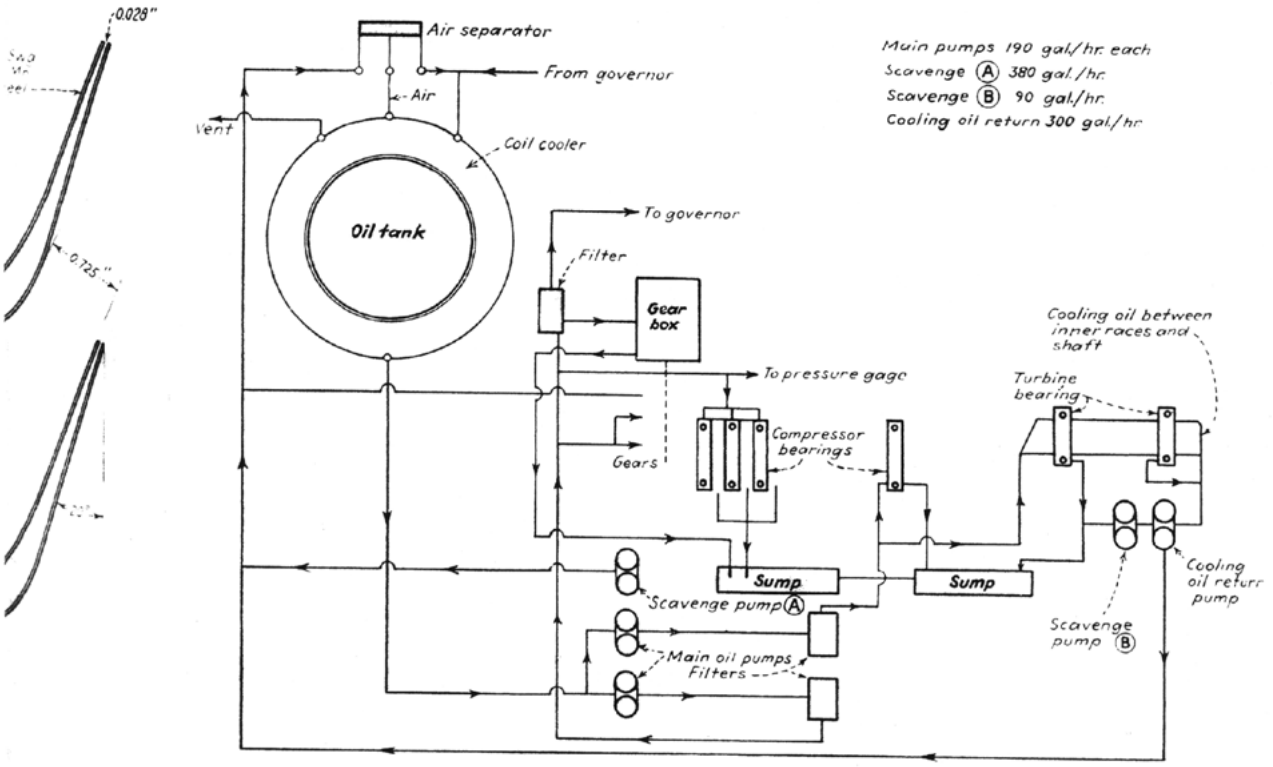 0.028"
Air separator
From governor
Air
Vent
Coil cooler
Oil tank
Main pumps 190 gal./hr. each
Scavenge (A) 380 gal./hr.
Scavenge (B) 90 gal./hr.
Cooling oil return 300 gal./hr.
0.725"
To governor
Filter
Gear
box
To pressure gage
Gears
Compressor
bearings
Cooling oil between
inner races and
shaft
Turbine
bearing
Sump
Sump
Scavenge pump (A)
Main oil pumps
Filters
Cooling
oil return
pump
Scavenge
pump (B)